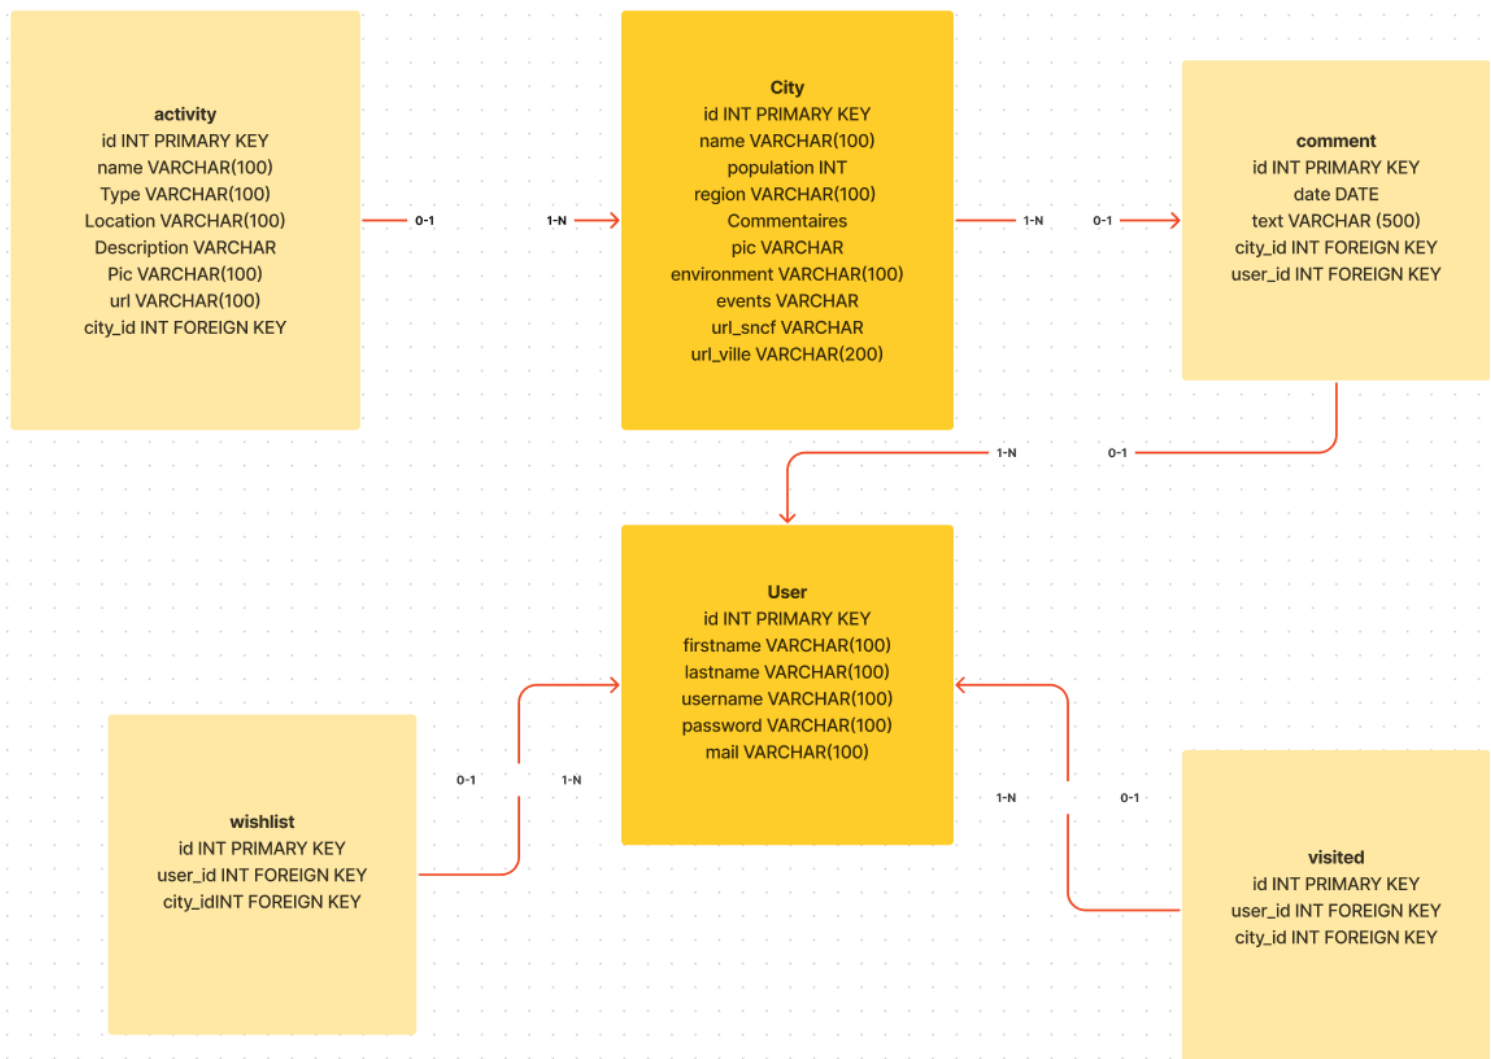 activity
id INT PRIMARY KEY
name VARCHAR(100)
Type VARCHAR(100)
Location VARCHAR(100)
Description VARCHAR
Pic VARCHAR(100)
url VARCHAR(100)
city_id INT FOREIGN KEY
0-1
1-N
City
id INT PRIMARY KEY
name VARCHAR(100)
population INT
region VARCHAR(100)
Commentaires
pic VARCHAR
environment VARCHAR(100)
events VARCHAR
url_sncf VARCHAR
url_ville VARCHAR(200)
1-N
0-1
comment
id INT PRIMARY KEY
date DATE
text VARCHAR (500)
city_id INT FOREIGN KEY
user_id INT FOREIGN KEY
1-N
0-1
User
id INT PRIMARY KEY
firstname VARCHAR(100)
lastname VARCHAR(100)
username VARCHAR(100)
password VARCHAR(100)
mail VARCHAR(100)
wishlist
id INT PRIMARY KEY
user_id INT FOREIGN KEY
city_idINT FOREIGN KEY
0-1
1-N
1-N
0-1
visited
id INT PRIMARY KEY
user_id INT FOREIGN KEY
city_id INT FOREIGN KEY